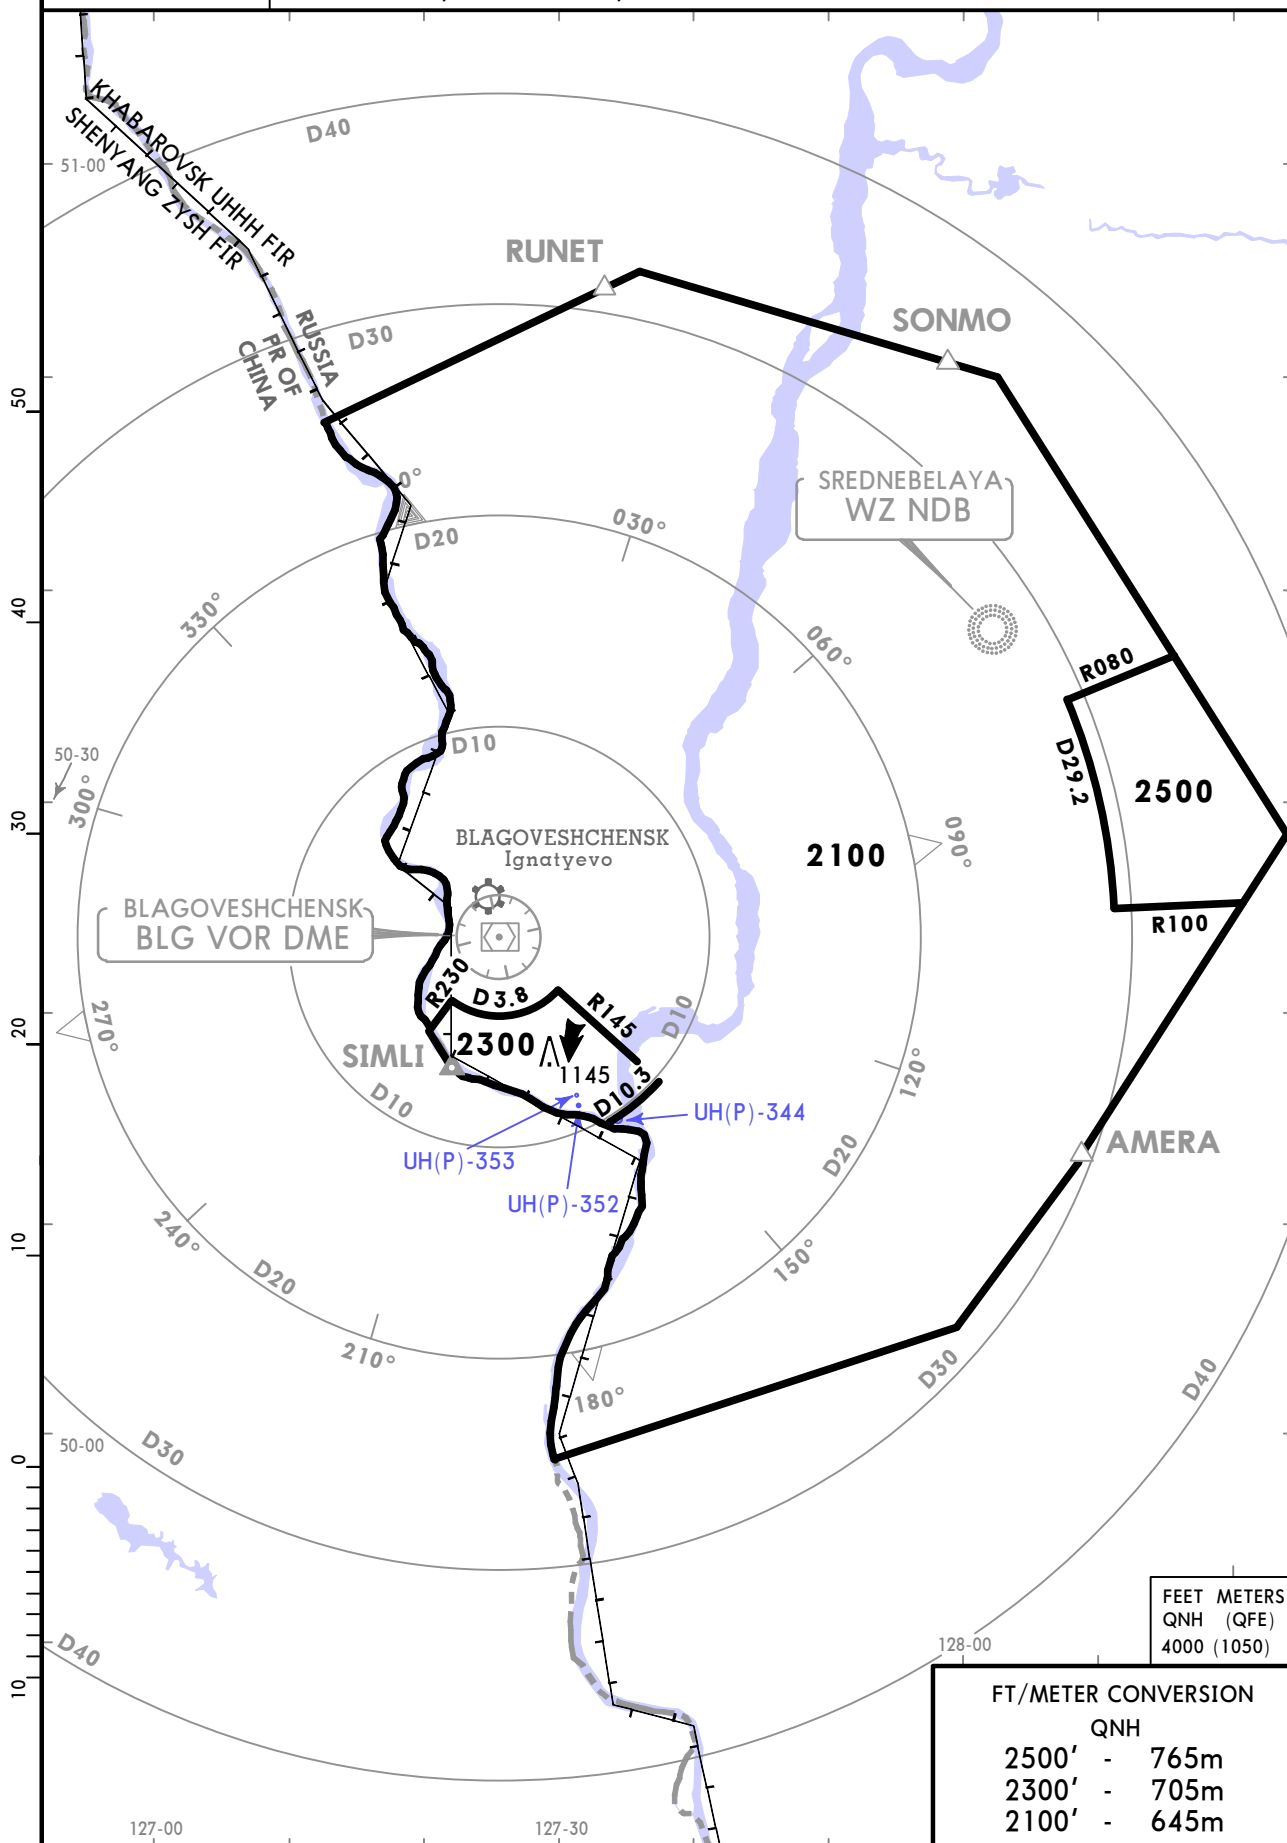 KHABAROVSK UHHH FIR
SHENYANG ZYSH FIR
D40
51-00
RUNET
SONMO
D30
RUSSIA
PR OF
CHINA
50
0°
D20
030°
SREDNEBELAYA
WZ NDB
40
330°
060°
R080
D10
D29.2
2500
50-30
300°
30
BLAGOVESHCHENSK
Ignatyevo
2100
090°
BLAGOVESHCHENSK
BLG VOR DME
R100
R230
D3.8
R145
D10
270°
20
SIMLI
2300
1145
D10.3
D10
120°
UH(P)-344
UH(P)-353
UH(P)-352
D20
AMERA
240°
150°
10
D20
210°
180°
D30
D40
50-00
D30
0
FEET METERS
QNH (QFE)
4000 (1050)
D40
128-00
10
FT/METER CONVERSION
QNH
2500' - 765m
2300' - 705m
2100' - 645m
127-00
127-30